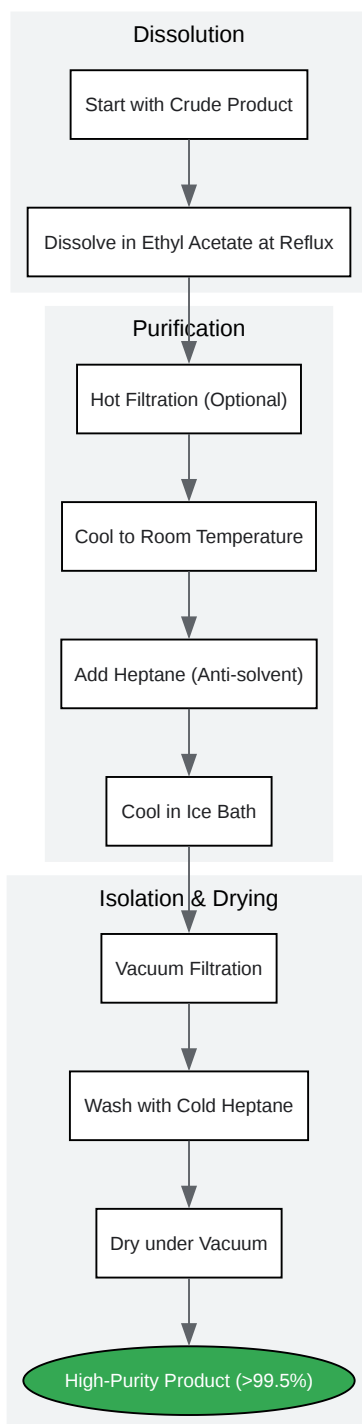 Dissolution
Start with Crude Product
Dissolve in Ethyl Acetate at Reflux
Purification
Hot Filtration (Optional)
Cool to Room Temperature
Add Heptane (Anti-solvent)
Cool in Ice Bath
Isolation & Drying
Vacuum Filtration
Wash with Cold Heptane
Dry under Vacuum
High-Purity Product (>99.5%)